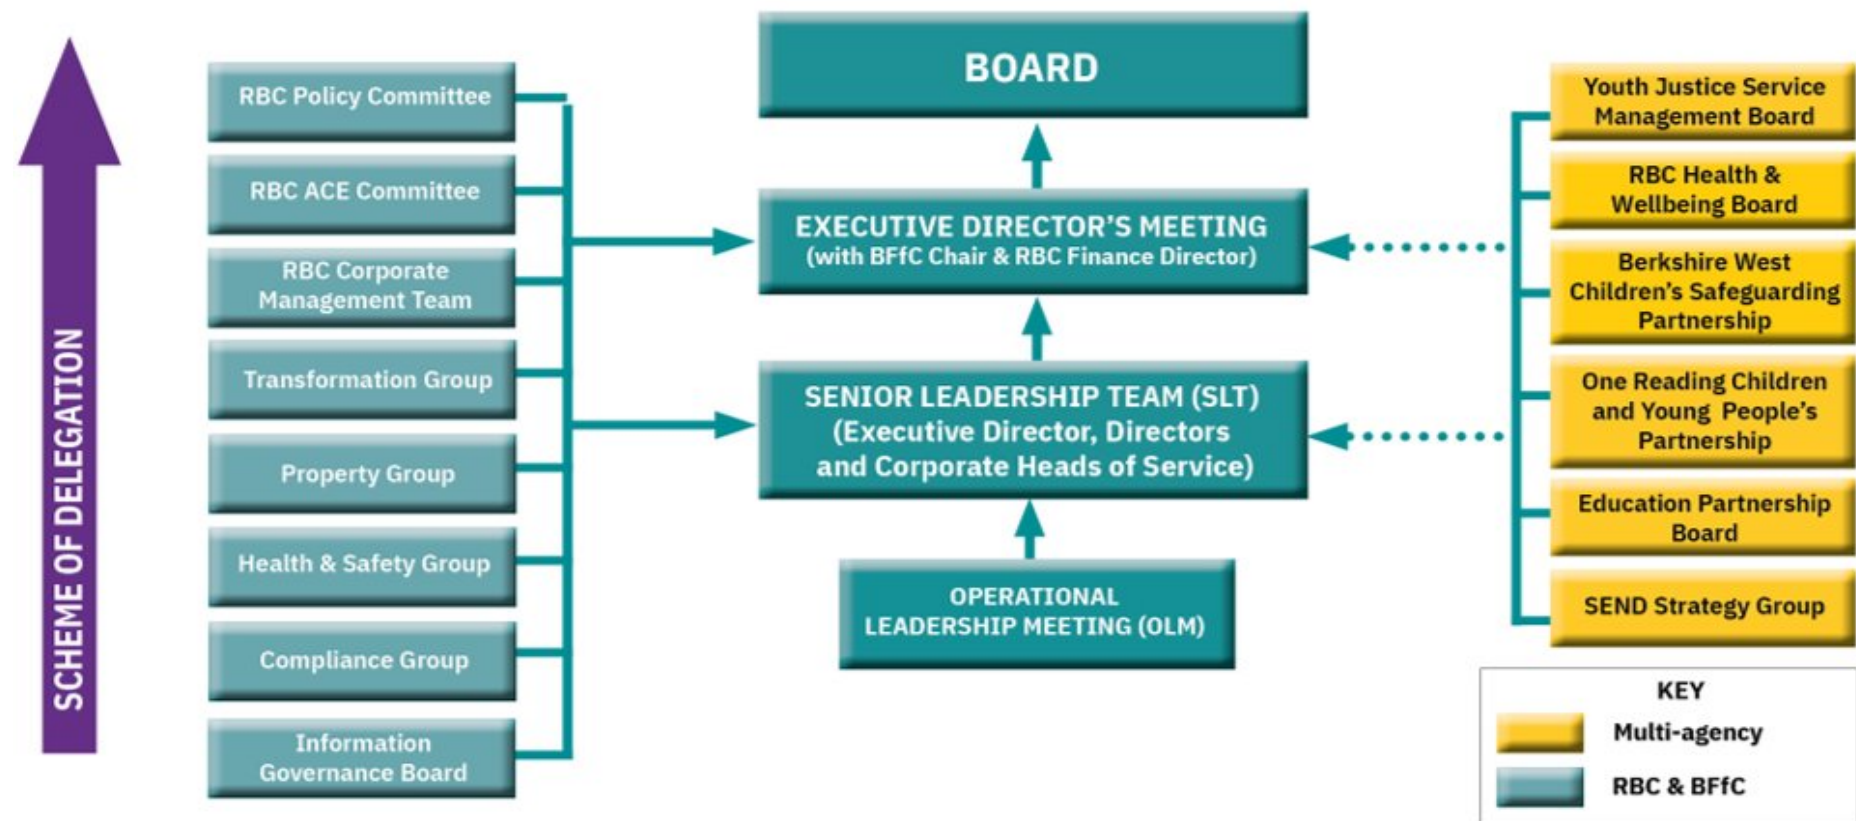 SCHEME OF DELEGATION
RBC Policy Committee
RBC ACE Committee
RBC Corporate
Management Team
Transformation Group
Property Group
Health & Safety Group
Compliance Group
Information
Governance Board
BOARD
EXECUTIVE DIRECTOR'S MEETING
(with BFfC Chair & RBC Finance Director)
SENIOR LEADERSHIP TEAM (SLT)
(Executive Director, Directors
and Corporate Heads of Service)
OPERATIONAL
LEADERSHIP MEETING (OLM)
Youth Justice Service
Management Board
RBC Health &
Wellbeing Board
Berkshire West
Children's Safeguarding
Partnership
One Reading Children
and Young People's
Partnership
Education Partnership
Board
SEND Strategy Group
KEY
Multi-agency
RBC & BFfC